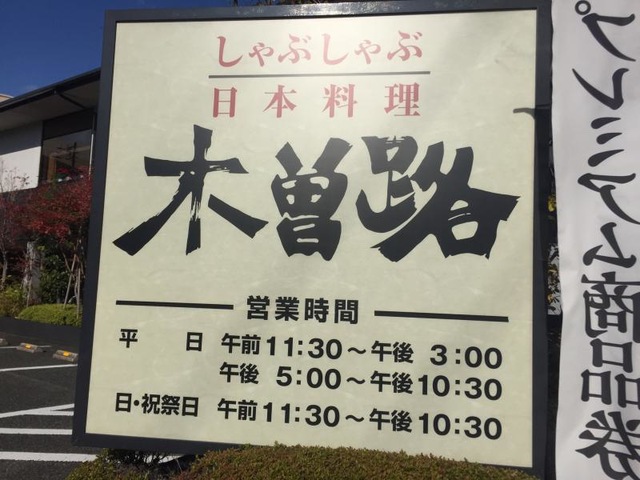 しゃぶしゃぶ
日本料理
木曽路
営業時間
平 日 午前11:30〜午後 3:00
午後 5:00〜午後10:30
日・祝祭日 午前11:30〜午後10:30
プレミアム商品券